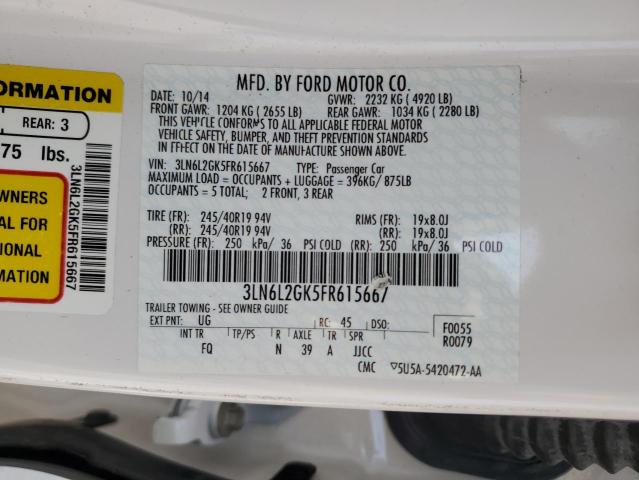 ORMATION
REAR: 3
75 lbs.
WNERS
AL FOR
IONAL
RMATION
3LN6L2GK5FR615667
MFD. BY FORD MOTOR CO.
DATE: 10/14 GVWR: 2232 KG ( 4920 LB)
FRONT GAWR: 1204 KG ( 2655 LB) REAR GAWR: 1034 KG ( 2280 LB)
THIS VEHICLE CONFORMS TO ALL APPLICABLE FEDERAL MOTOR
VEHICLE SAFETY, BUMPER, AND THEFT PREVENTION STANDARDS
IN EFFECT ON THE DATE OF MANUFACTURE SHOWN ABOVE.
VIN: 3LN6L2GK5FR615667 TYPE: Passenger Car
MAXIMUM LOAD = OCCUPANTS + LUGGAGE = 396KG/ 875LB
OCCUPANTS = 5 TOTAL; 2 FRONT, 3 REAR
TIRE (FR): 245/40R19 94V RIMS (FR): 19x8.0J
(RR): 245/40R19 94V (RR): 19x8.0J
PRESSURE (FR): 250 kPa/ 36 PSI COLD (RR): 250 kPa/ 36 PSI COLD
3LN6L2GK5FR615667
TRAILER TOWING - SEE OWNER GUIDE
EXT PNT: UG RC: 45 DSO: F0055
R0079
INT TR TP/PS R AXLE TR SPR
FQ N 39 A JJCC
CMC 5U5A-5420472-AA